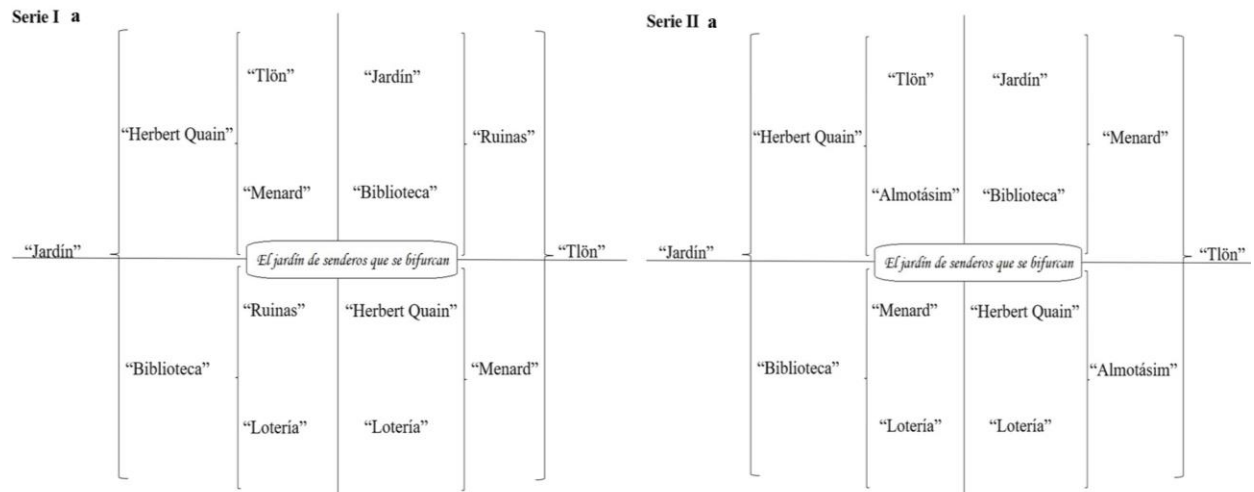 Serie I a
“Tlön”
“Jardín”
“Herbert Quain”
“Ruinas”
“Menard”
“Biblioteca”
“Jardín”
El jardín de senderos que se bifurcan
“Tlön”
“Ruinas”
“Herbert Quain”
“Biblioteca”
“Menard”
“Lotería”
“Lotería”
Serie II a
“Tlön”
“Jardín”
“Herbert Quain”
“Menard”
“Almotásim”
“Biblioteca”
“Jardín”
El jardín de senderos que se bifurcan
“Tlön”
“Menard”
“Herbert Quain”
“Biblioteca”
“Almotásim”
“Lotería”
“Lotería”